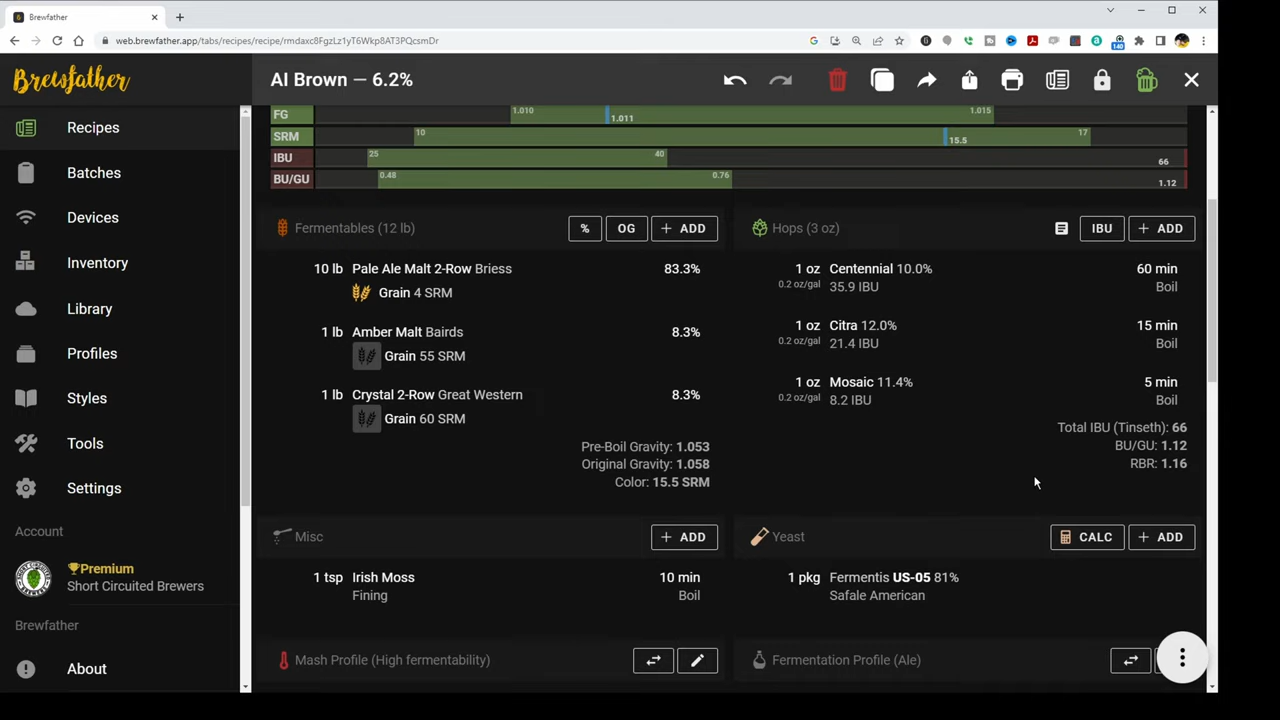 Brewfather
web.brewfather.app/tabs/recipes/recipe/rmdaxc8FgzLz1yT6Wkp8AT3PQcsmDr
140
Brewfather
AI Brown — 6.2%
Recipes
Batches
Devices
Inventory
Library
Profiles
Styles
Tools
Settings
Account
Premium
Short Circuited Brewers
Brewfather
About
FG 1.010 1.011 1.015
SRM 10 15.5 17
IBU 25 40 66
BU/GU 0.48 0.76 1.12
Fermentables (12 lb) % OG + ADD
10 lb Pale Ale Malt 2-Row Briess 83.3%
Grain 4 SRM
1 lb Amber Malt Bairds 8.3%
Grain 55 SRM
1 lb Crystal 2-Row Great Western 8.3%
Grain 60 SRM
Pre-Boil Gravity: 1.053
Original Gravity: 1.058
Color: 15.5 SRM
Hops (3 oz) IBU + ADD
1 oz Centennial 10.0% 60 min
0.2 oz/gal 35.9 IBU Boil
1 oz Citra 12.0% 15 min
0.2 oz/gal 21.4 IBU Boil
1 oz Mosaic 11.4% 5 min
0.2 oz/gal 8.2 IBU Boil
Total IBU (Tinseth): 66
BU/GU: 1.12
RBR: 1.16
Misc + ADD
1 tsp Irish Moss 10 min
Fining Boil
Yeast CALC + ADD
1 pkg Fermentis US-05 81%
Safale American
Mash Profile (High fermentability)
Fermentation Profile (Ale)